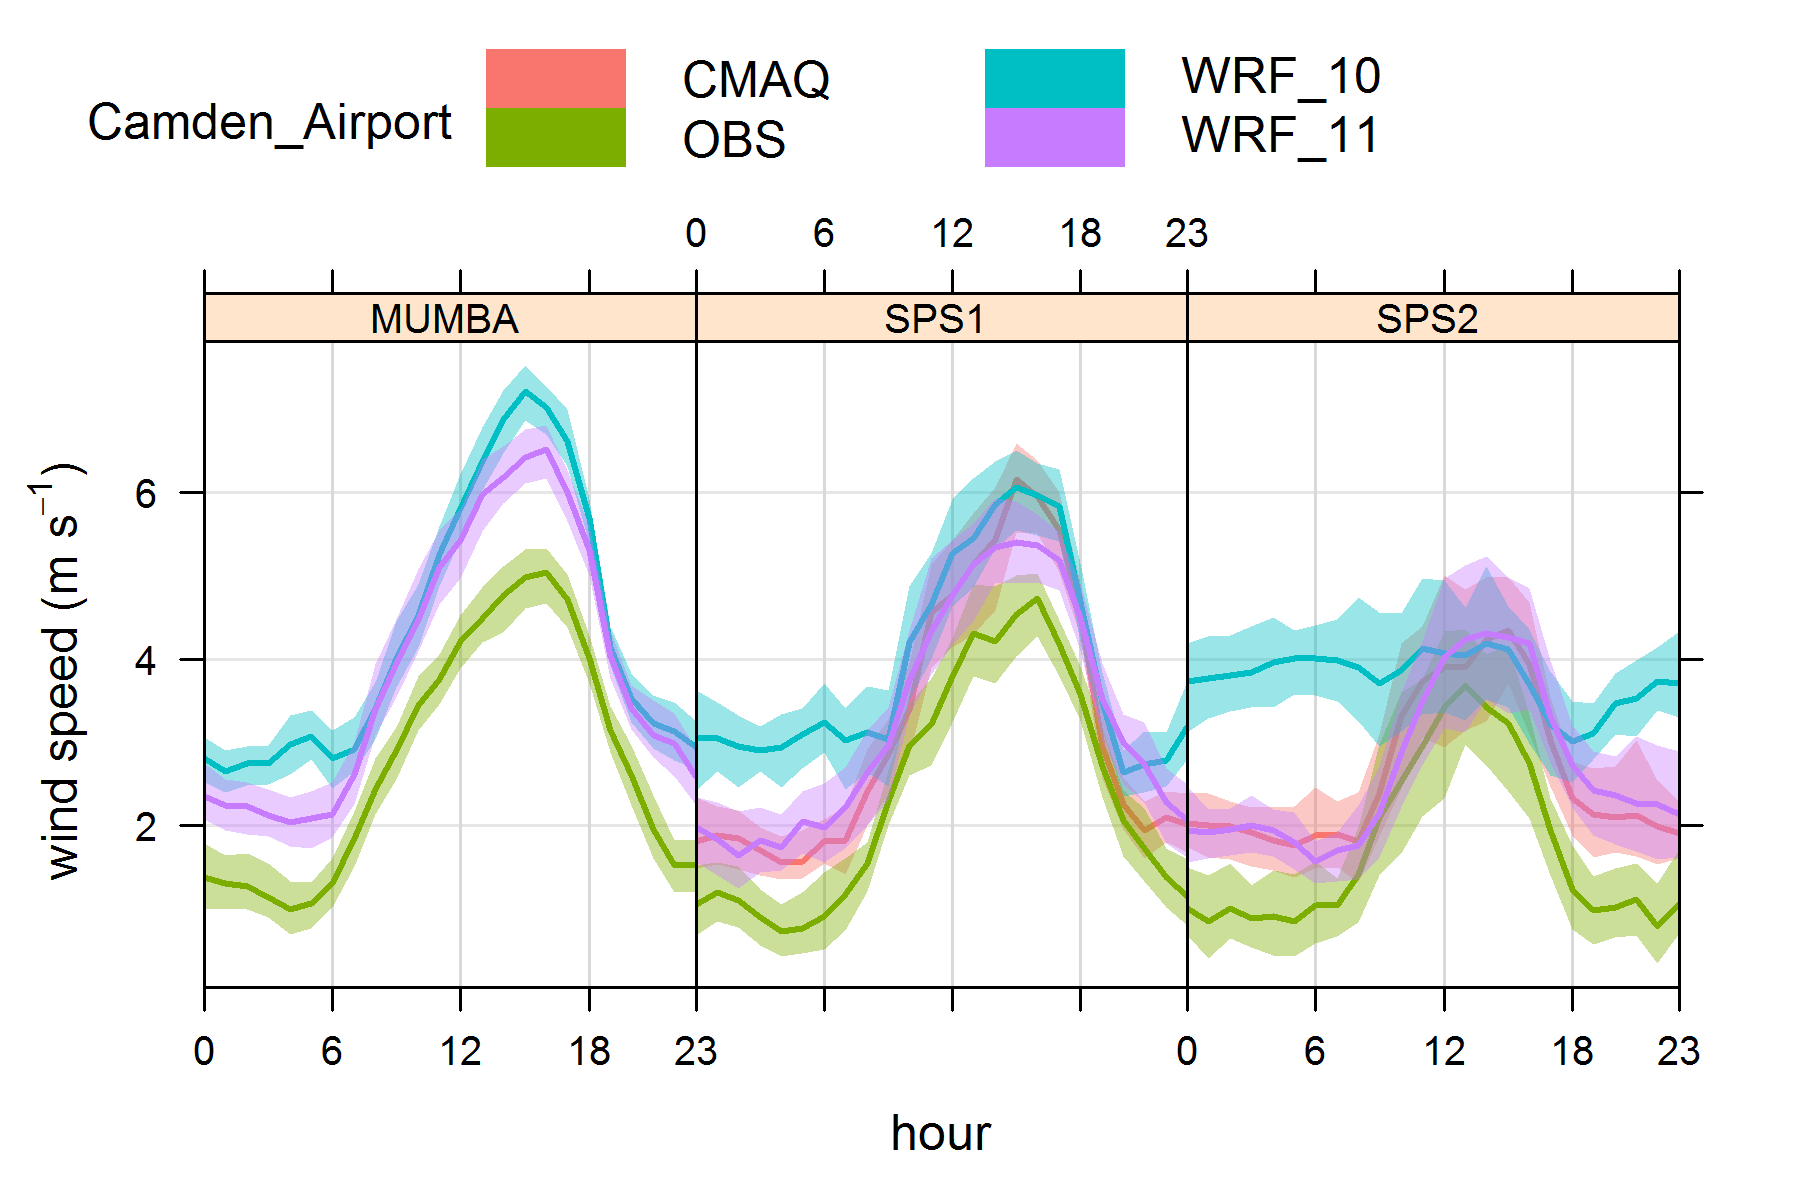 Camden_Airport
CMAQ
OBS
WRF_10
WRF_11
0 6 12 18 23
MUMBA SPS1 SPS2
wind speed (m s⁻¹)
6
4
2
0 6 12 18 23 0 6 12 18 23
hour